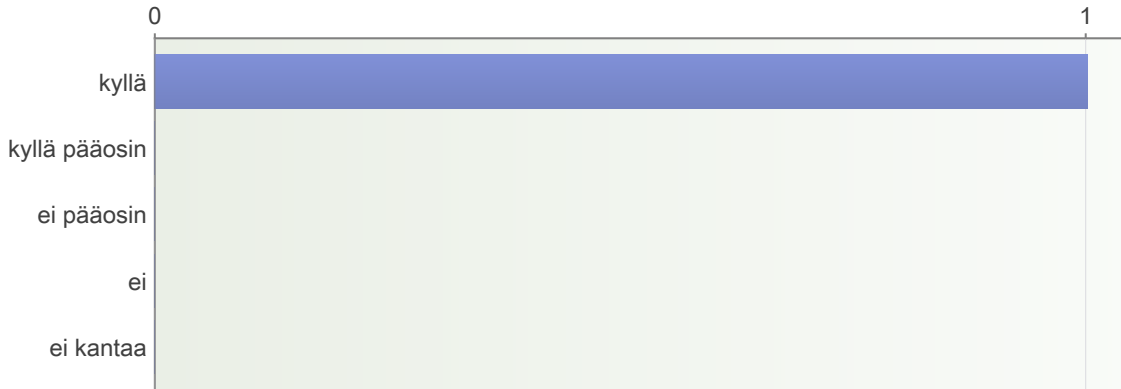 0 1
kyllä
kyllä pääosin
ei pääosin
ei
ei kantaa